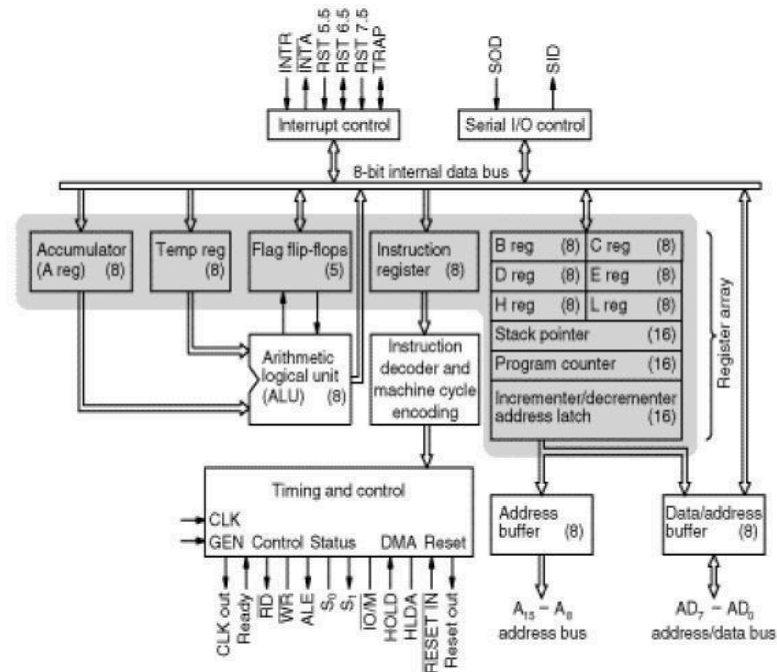 INTR
INTA
RST 5.5
RST 6.5
RST 7.5
TRAP
SOD
SID
Interrupt control
Serial I/O control
8-bit internal data bus
Accumulator
(A reg) (8)
Temp reg
(8)
Flag flip-flops
(5)
Instruction
register (8)
B reg (8) C reg (8)
D reg (8) E reg (8)
H reg (8) L reg (8)
Stack pointer (16)
Program counter (16)
Incrementer/decrementer
address latch (16)
Register array
Arithmetic
logical unit
(ALU) (8)
Instruction
decoder and
machine cycle
encoding
Timing and control
CLK
GEN Control Status DMA Reset
Address
buffer (8)
Data/address
buffer (8)
CLK out
Ready
RD
WR
ALE
S₀
S₁
IO/M
HOLD
HLDA
RESET IN
Reset out
A₁₅ – A₈
address bus
AD₇ – AD₀
address/data bus